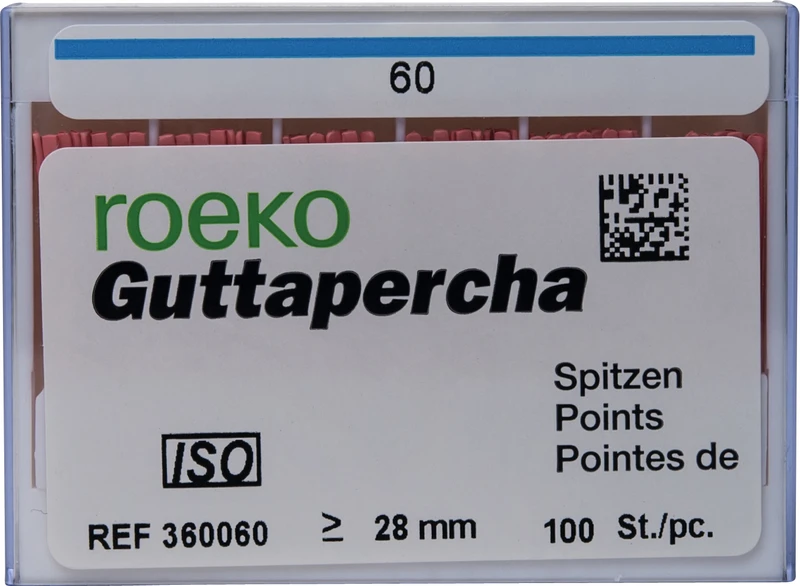 60
roeko
Guttapercha
Spitzen
Points
Pointes de
ISO
REF 360060 ≥ 28 mm 100 St./pc.